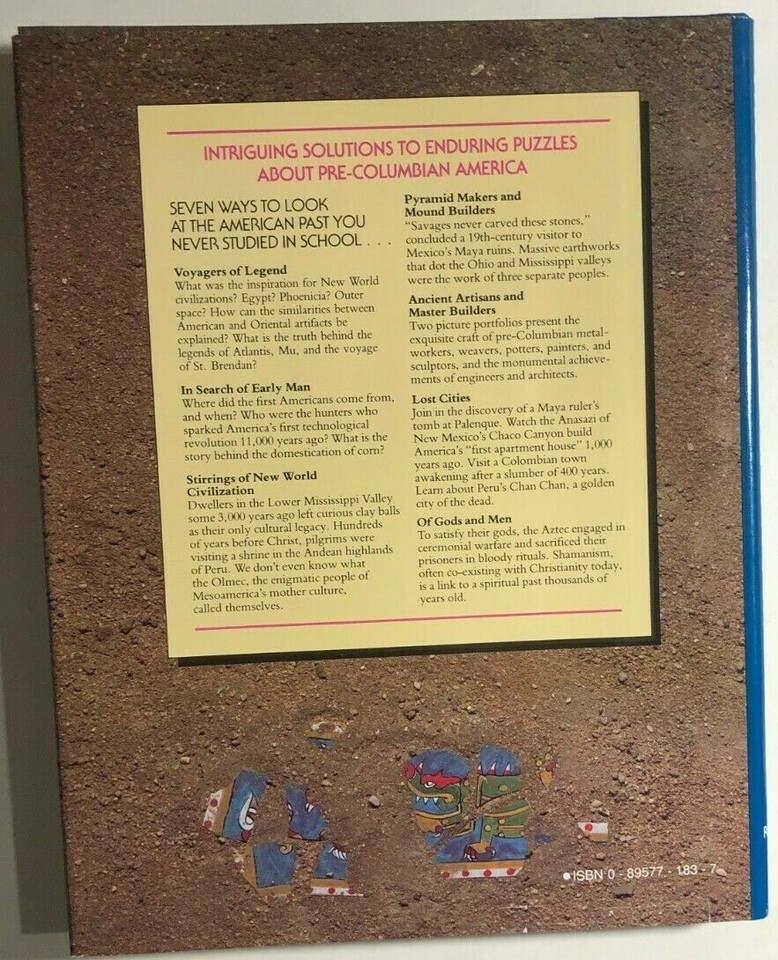 INTRIGUING SOLUTIONS TO ENDURING PUZZLES
ABOUT PRE-COLUMBIAN AMERICA
SEVEN WAYS TO LOOK
AT THE AMERICAN PAST YOU
NEVER STUDIED IN SCHOOL . . .
Voyagers of Legend
What was the inspiration for New World
civilizations? Egypt? Phoenicia? Outer
space? How can the similarities between
American and Oriental artifacts be
explained? What is the truth behind the
legends of Atlantis, Mu, and the voyage
of St. Brendan?
In Search of Early Man
Where did the first Americans come from,
and when? Who were the hunters who
sparked America's first technological
revolution 11,000 years ago? What is the
story behind the domestication of corn?
Stirrings of New World
Civilization
Dwellers in the Lower Mississippi Valley
some 3,000 years ago left curious clay balls
as their only cultural legacy. Hundreds
of years before Christ, pilgrims were
visiting a shrine in the Andean highlands
of Peru. We don't even know what
the Olmec, the enigmatic people of
Mesoamerica's mother culture,
called themselves.
Pyramid Makers and
Mound Builders
"Savages never carved these stones,"
concluded a 19th-century visitor to
Mexico's Maya ruins. Massive earthworks
that dot the Ohio and Mississippi valleys
were the work of three separate peoples.
Ancient Artisans and
Master Builders
Two picture portfolios present the
exquisite craft of pre-Columbian metal-
workers, weavers, potters, painters, and
sculptors, and the monumental achieve-
ments of engineers and architects.
Lost Cities
Join in the discovery of a Maya ruler's
tomb at Palenque. Watch the Anasazi of
New Mexico's Chaco Canyon build
America's "first apartment house" 1,000
years ago. Visit a Colombian town
awakening after a slumber of 400 years.
Learn about Peru's Chan Chan, a golden
city of the dead.
Of Gods and Men
To satisfy their gods, the Aztec engaged in
ceremonial warfare and sacrificed their
prisoners in bloody rituals. Shamanism,
often co-existing with Christianity today,
is a link to a spiritual past thousands of
years old.
ISBN 0 - 89577 - 183 - 7